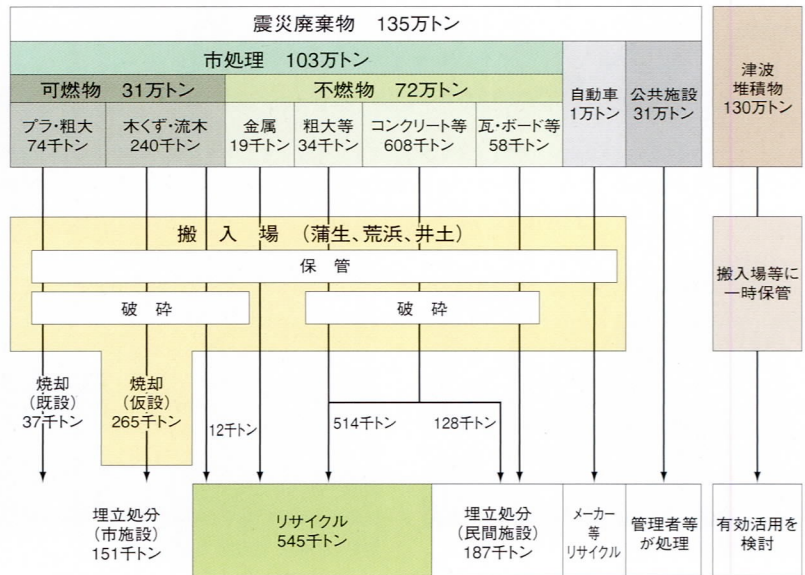 震災廃棄物 135万トン
市処理 103万トン
可燃物 31万トン
不燃物 72万トン
プラ・粗大
74千トン
木くず・流木
240千トン
金属
19千トン
粗大等
34千トン
コンクリート等
608千トン
瓦・ボード等
58千トン
自動車
1万トン
公共施設
31万トン
津波
堆積物
130万トン
搬入場 (蒲生、荒浜、井土)
保管
破砕
破砕
搬入場等に
一時保管
焼却
(既設)
37千トン
焼却
(仮設)
265千トン
12千トン
514千トン
128千トン
埋立処分
(市施設)
151千トン
リサイクル
545千トン
埋立処分
(民間施設)
187千トン
メーカー
等
リサイクル
管理者等
が処理
有効活用を
検討